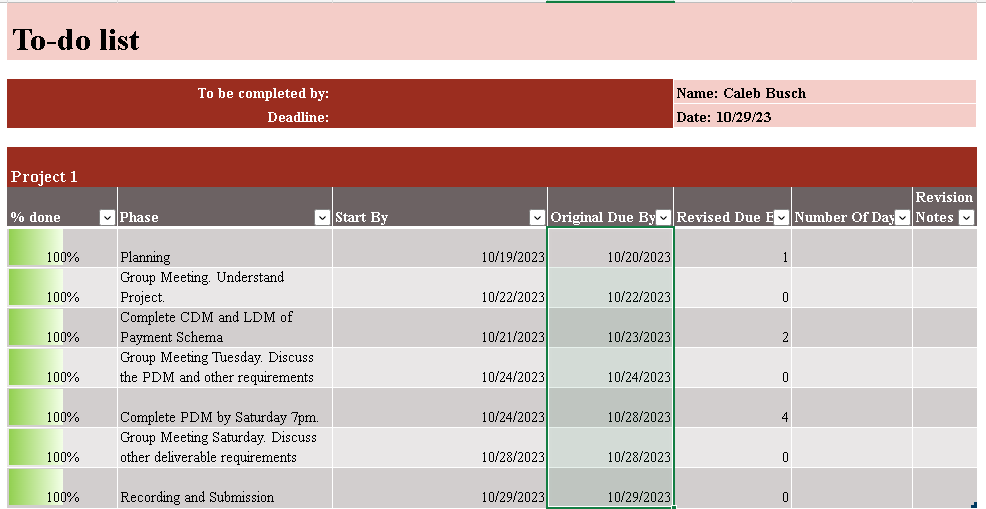 To-do list
To be completed by:
Name: Caleb Busch
Deadline:
Date: 10/29/23
Project 1
% done Phase Start By Original Due By Revised Due B Number Of Day Revision
Notes
100% Planning 10/19/2023 10/20/2023 1
Group Meeting. Understand
100% Project. 10/22/2023 10/22/2023 0
Complete CDM and LDM of
100% Payment Schema 10/21/2023 10/23/2023 2
Group Meeting Tuesday. Discuss
100% the PDM and other requirements 10/24/2023 10/24/2023 0
100% Complete PDM by Saturday 7pm. 10/24/2023 10/28/2023 4
Group Meeting Saturday. Discuss
100% other deliverable requirements 10/28/2023 10/28/2023 0
100% Recording and Submission 10/29/2023 10/29/2023 0